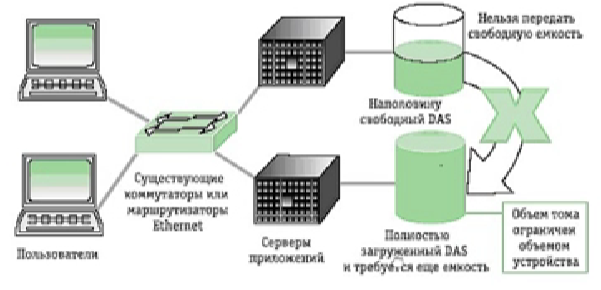 Нельзя передать
свободную емкость
Наполовину
свободный DAS
Существующие
коммутаторы или
маршрутизаторы
Ethernet
Пользователи
Серверы
приложений
Полностью
загруженный DAS
и требуется еще емкость
Объем тома
ограничен
объемом
устройства